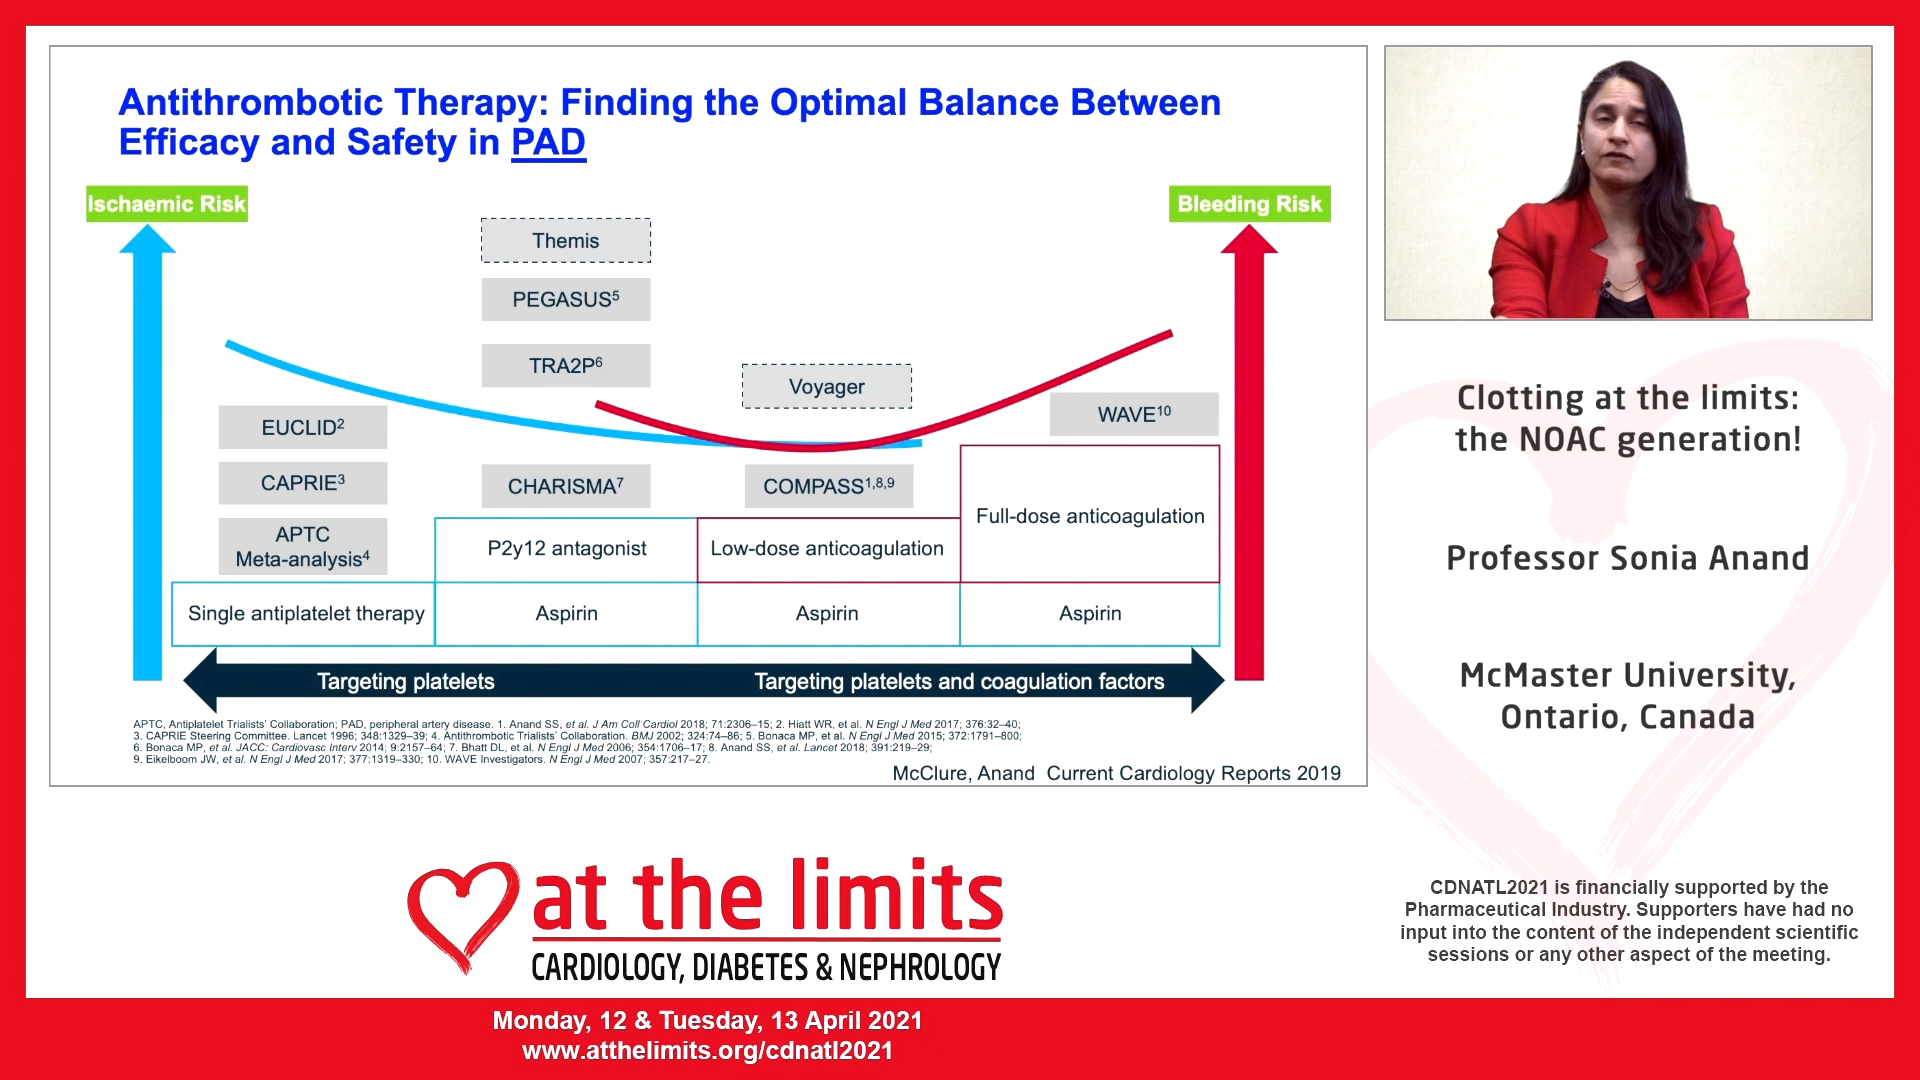 Antithrombotic Therapy: Finding the Optimal Balance Between
Efficacy and Safety in PAD
Ischaemic Risk
Bleeding Risk
Themis
PEGASUS5
TRA2P6
Voyager
WAVE10
EUCLID2
CAPRIE3
CHARISMA7
COMPASS1,8,9
APTC
Meta-analysis4
P2y12 antagonist
Low-dose anticoagulation
Full-dose anticoagulation
Single antiplatelet therapy
Aspirin
Aspirin
Aspirin
Targeting platelets
Targeting platelets and coagulation factors
APTC, Antiplatelet Trialists' Collaboration; PAD, peripheral artery disease. 1. Anand SS, et al. J Am Coll Cardiol 2018; 71:2306–15; 2. Hiatt WR, et al. N Engl J Med 2017; 376:32–40;
3. CAPRIE Steering Committee. Lancet 1996; 348:1329–39; 4. Antithrombotic Trialists' Collaboration. BMJ 2002; 324:74–86; 5. Bonaca MP, et al. N Engl J Med 2015; 372:1791–800;
6. Bonaca MP, et al. JACC: Cardiovasc Interv 2014; 9:2157–64; 7. Bhatt DL, et al. N Engl J Med 2006; 354:1706–17; 8. Anand SS, et al. Lancet 2018; 391:219–29;
9. Eikelboom JW, et al. N Engl J Med 2017; 377:1319–330; 10. WAVE Investigators. N Engl J Med 2007; 357:217–27.
McClure, Anand Current Cardiology Reports 2019
Clotting at the limits:
the NOAC generation!
Professor Sonia Anand
McMaster University,
Ontario, Canada
CDNATL2021 is financially supported by the
Pharmaceutical Industry. Supporters have had no
input into the content of the independent scientific
sessions or any other aspect of the meeting.
at the limits
CARDIOLOGY, DIABETES & NEPHROLOGY
Monday, 12 & Tuesday, 13 April 2021
www.atthelimits.org/cdnatl2021